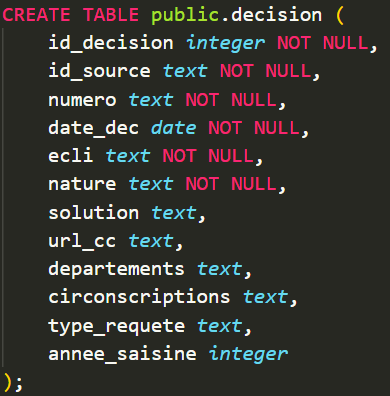 CREATE TABLE public.decision (
    id_decision integer NOT NULL,
    id_source text NOT NULL,
    numero text NOT NULL,
    date_dec date NOT NULL,
    ecli text NOT NULL,
    nature text NOT NULL,
    solution text,
    url_cc text,
    departements text,
    circonscriptions text,
    type_requete text,
    annee_saisine integer
);